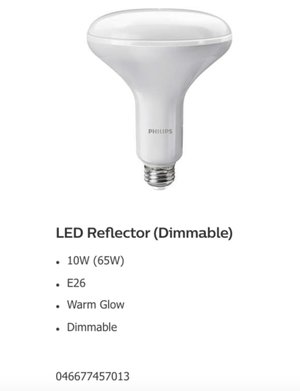 PHILIPS
LED Reflector (Dimmable)
• 10W (65W)
• E26
• Warm Glow
• Dimmable
046677457013